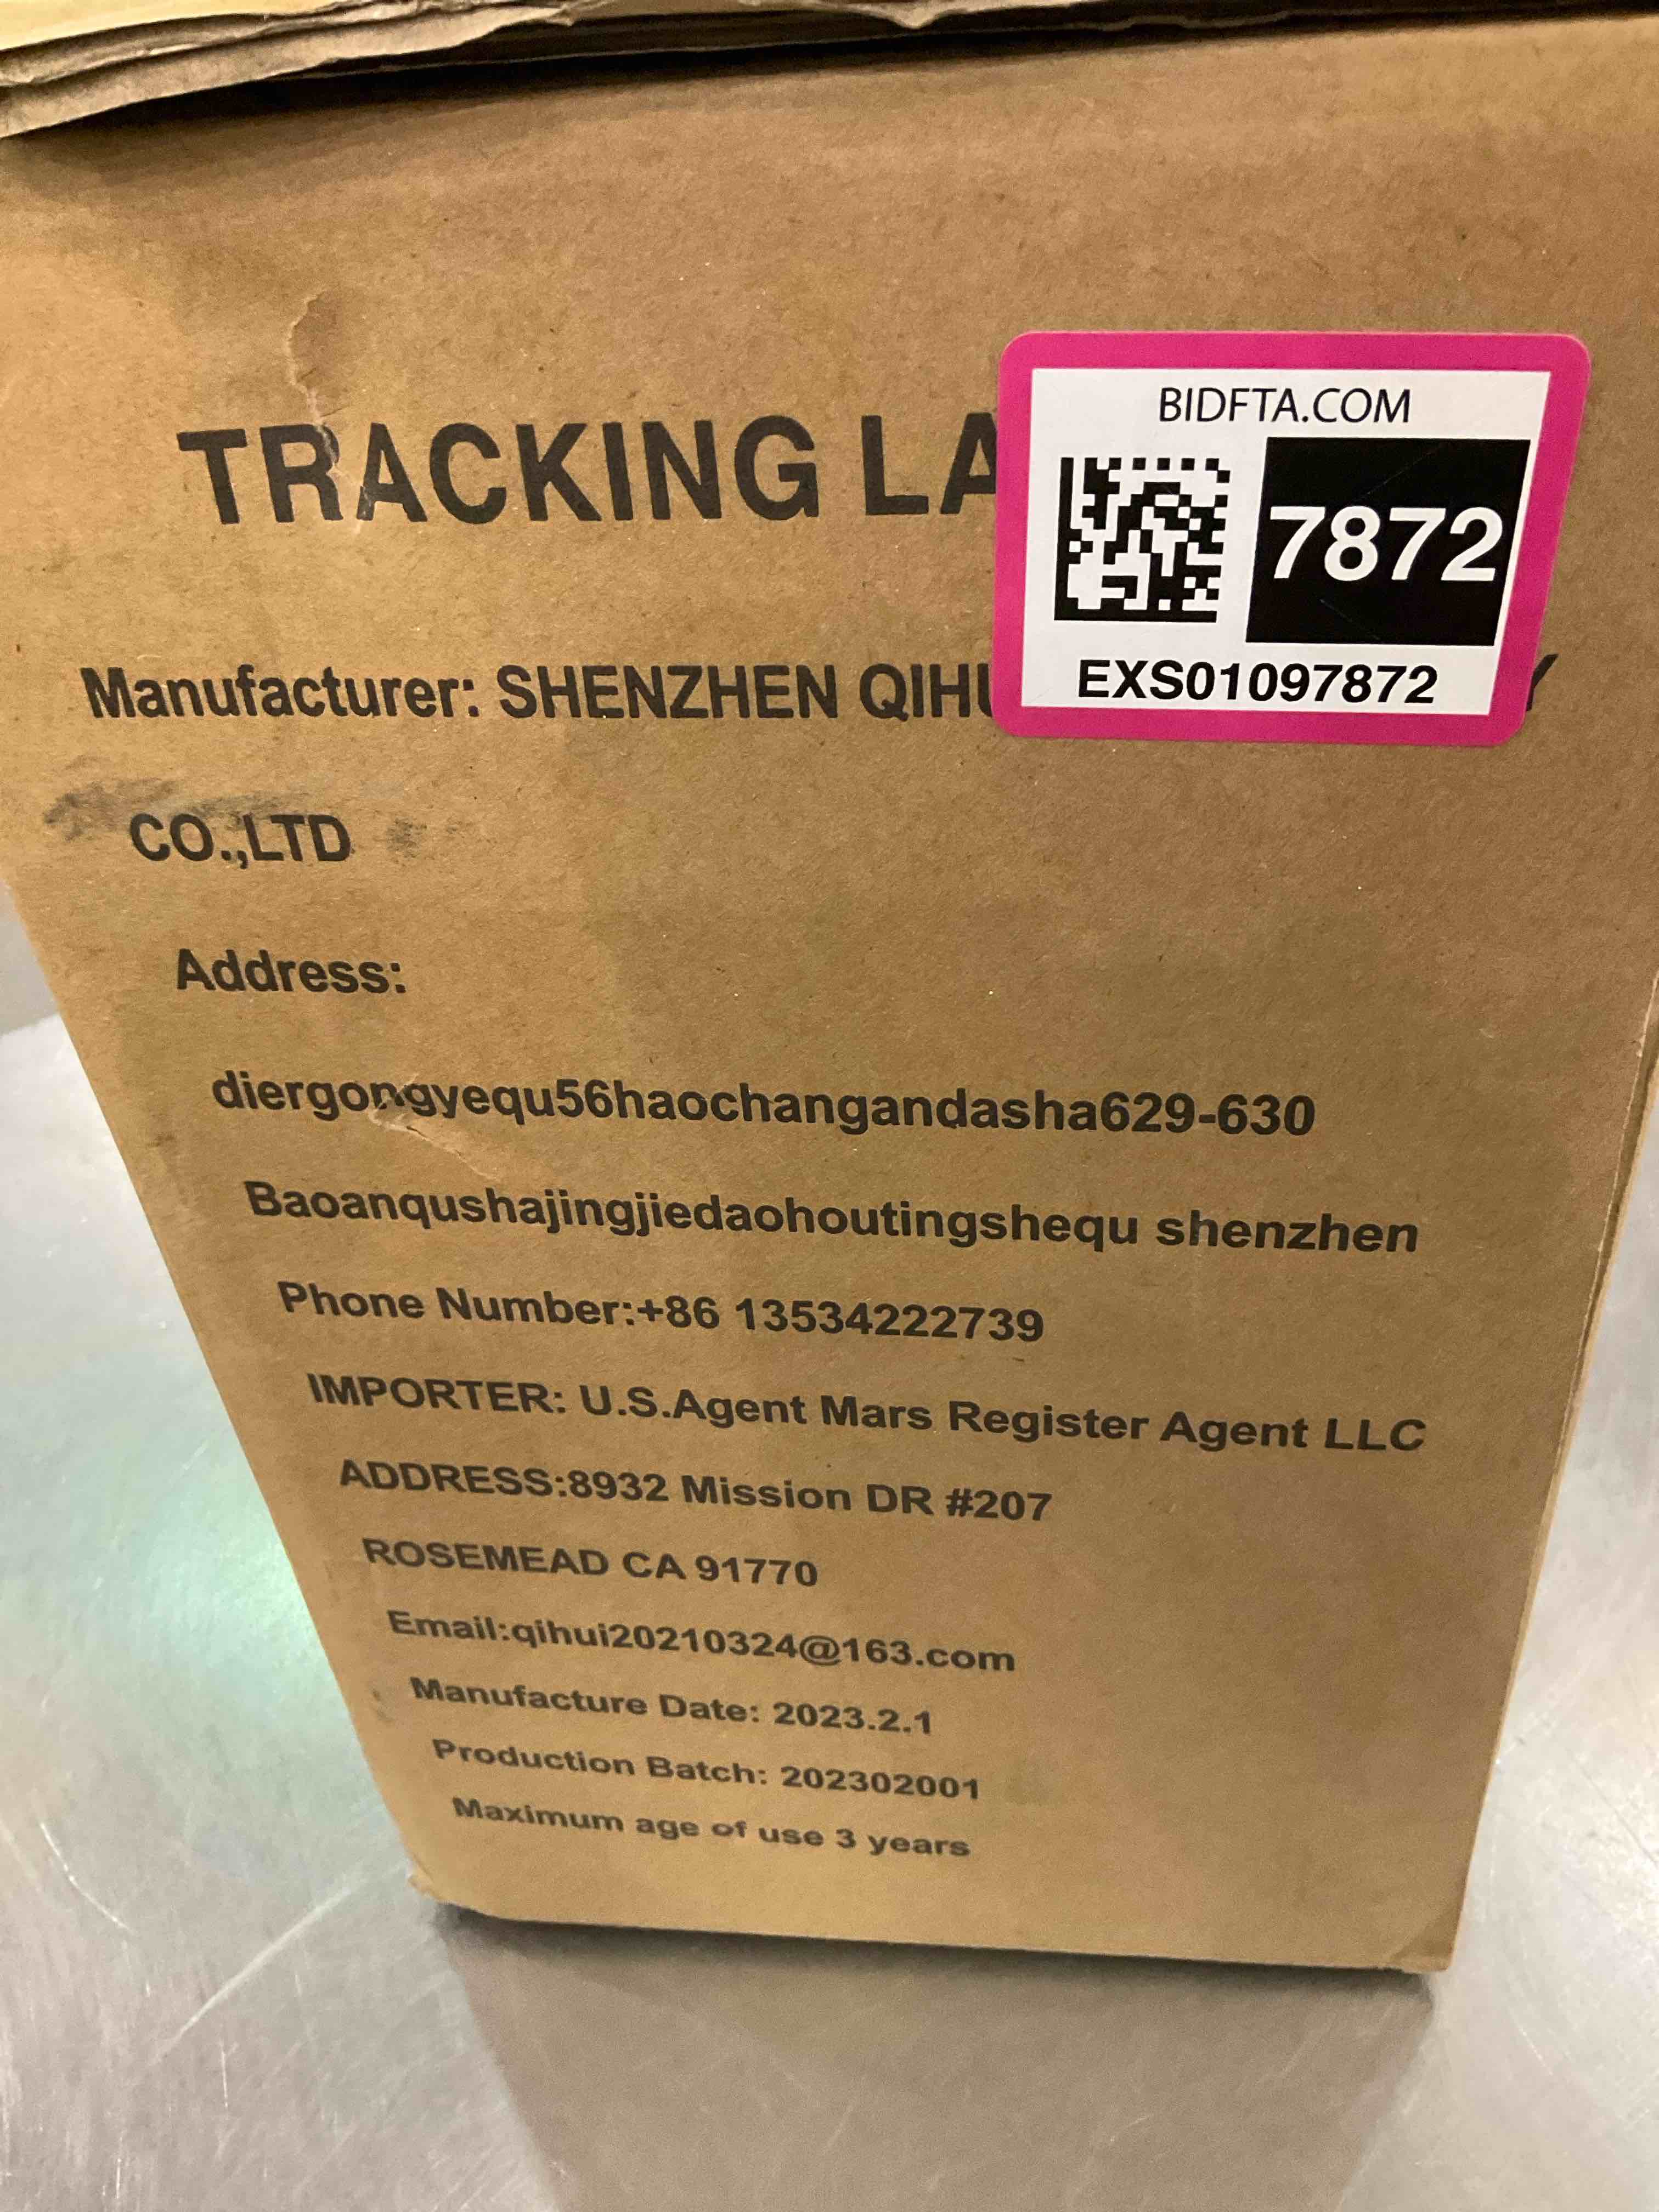 TRACKING
BIDFTA.COM
7872
EXS01097872
Manufacturer: SHENZHEN
CO.,LTD
Address:
diergongyequ56haochangandasha629-630
Baoanqushajingjiedaohoutingshequ shenzhen
Phone Number:+86 13534222739
IMPORTER: U.S.Agent Mars Register Agent LLC
ADDRESS:8932 Mission DR #207
ROSEMEAD CA 91770
Email:qihui20210324@163.com
Manufacture Date: 2023.2.1
Production Batch: 202302001
Maximum age of use 3 years